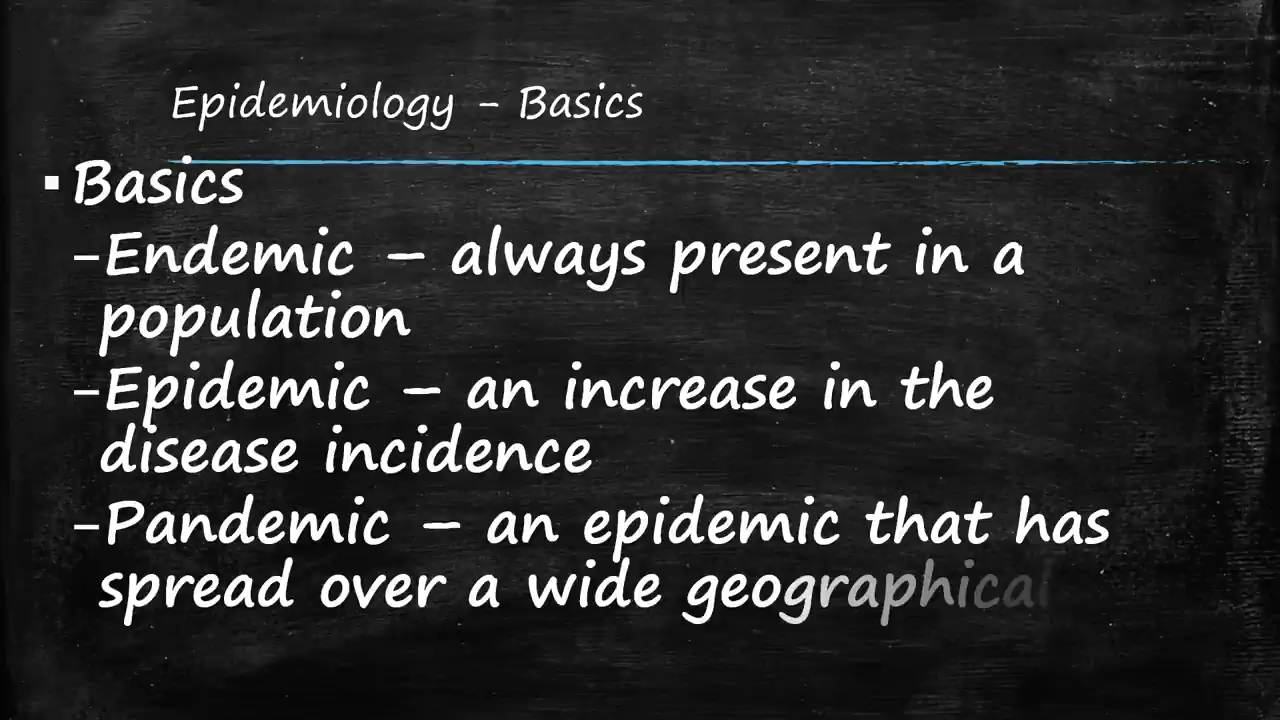 Epidemiology - Basics
▪ Basics
–Endemic – always present in a
population
–Epidemic – an increase in the
disease incidence
–Pandemic – an epidemic that has
spread over a wide geographical